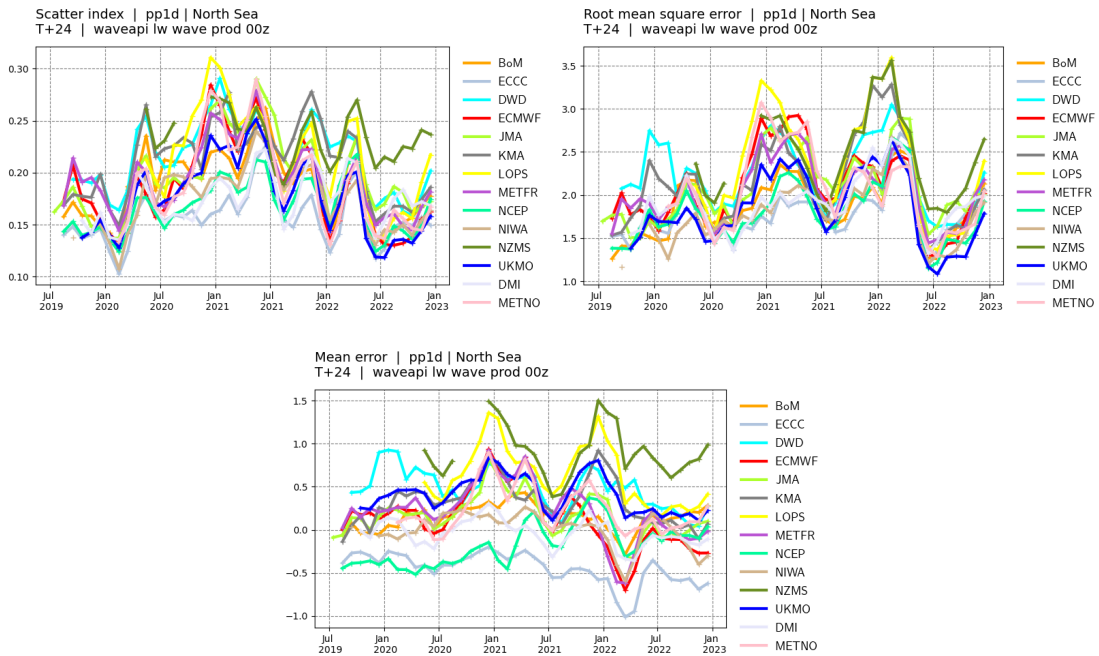 Scatter index | pp1d | North Sea
T+24 | waveapi lw wave prod 00z
0.30
0.25
0.20
0.15
0.10
Jul 2019
Jan 2020
Jul 2020
Jan 2021
Jul 2021
Jan 2022
Jul 2022
Jan 2023
BoM
ECCC
DWD
ECMWF
JMA
KMA
LOPS
METFR
NCEP
NIWA
NZMS
UKMO
DMI
METNO
Root mean square error | pp1d | North Sea
T+24 | waveapi lw wave prod 00z
3.5
3.0
2.5
2.0
1.5
1.0
Jul 2019
Jan 2020
Jul 2020
Jan 2021
Jul 2021
Jan 2022
Jul 2022
Jan 2023
BoM
ECCC
DWD
ECMWF
JMA
KMA
LOPS
METFR
NCEP
NIWA
NZMS
UKMO
DMI
METNO
Mean error | pp1d | North Sea
T+24 | waveapi lw wave prod 00z
1.5
1.0
0.5
0.0
−0.5
−1.0
Jul 2019
Jan 2020
Jul 2020
Jan 2021
Jul 2021
Jan 2022
Jul 2022
Jan 2023
BoM
ECCC
DWD
ECMWF
JMA
KMA
LOPS
METFR
NCEP
NIWA
NZMS
UKMO
DMI
METNO